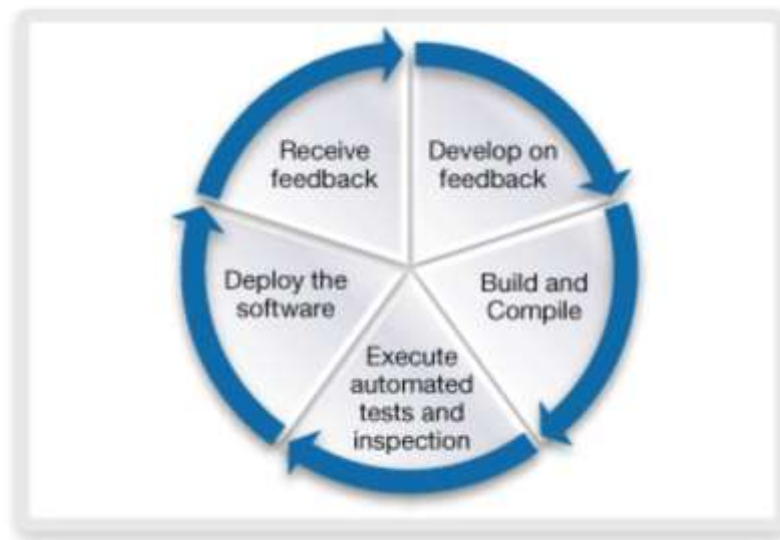 Receive
feedback
Develop on
feedback
Build and
Compile
Execute
automated
tests and
inspection
Deploy the
software